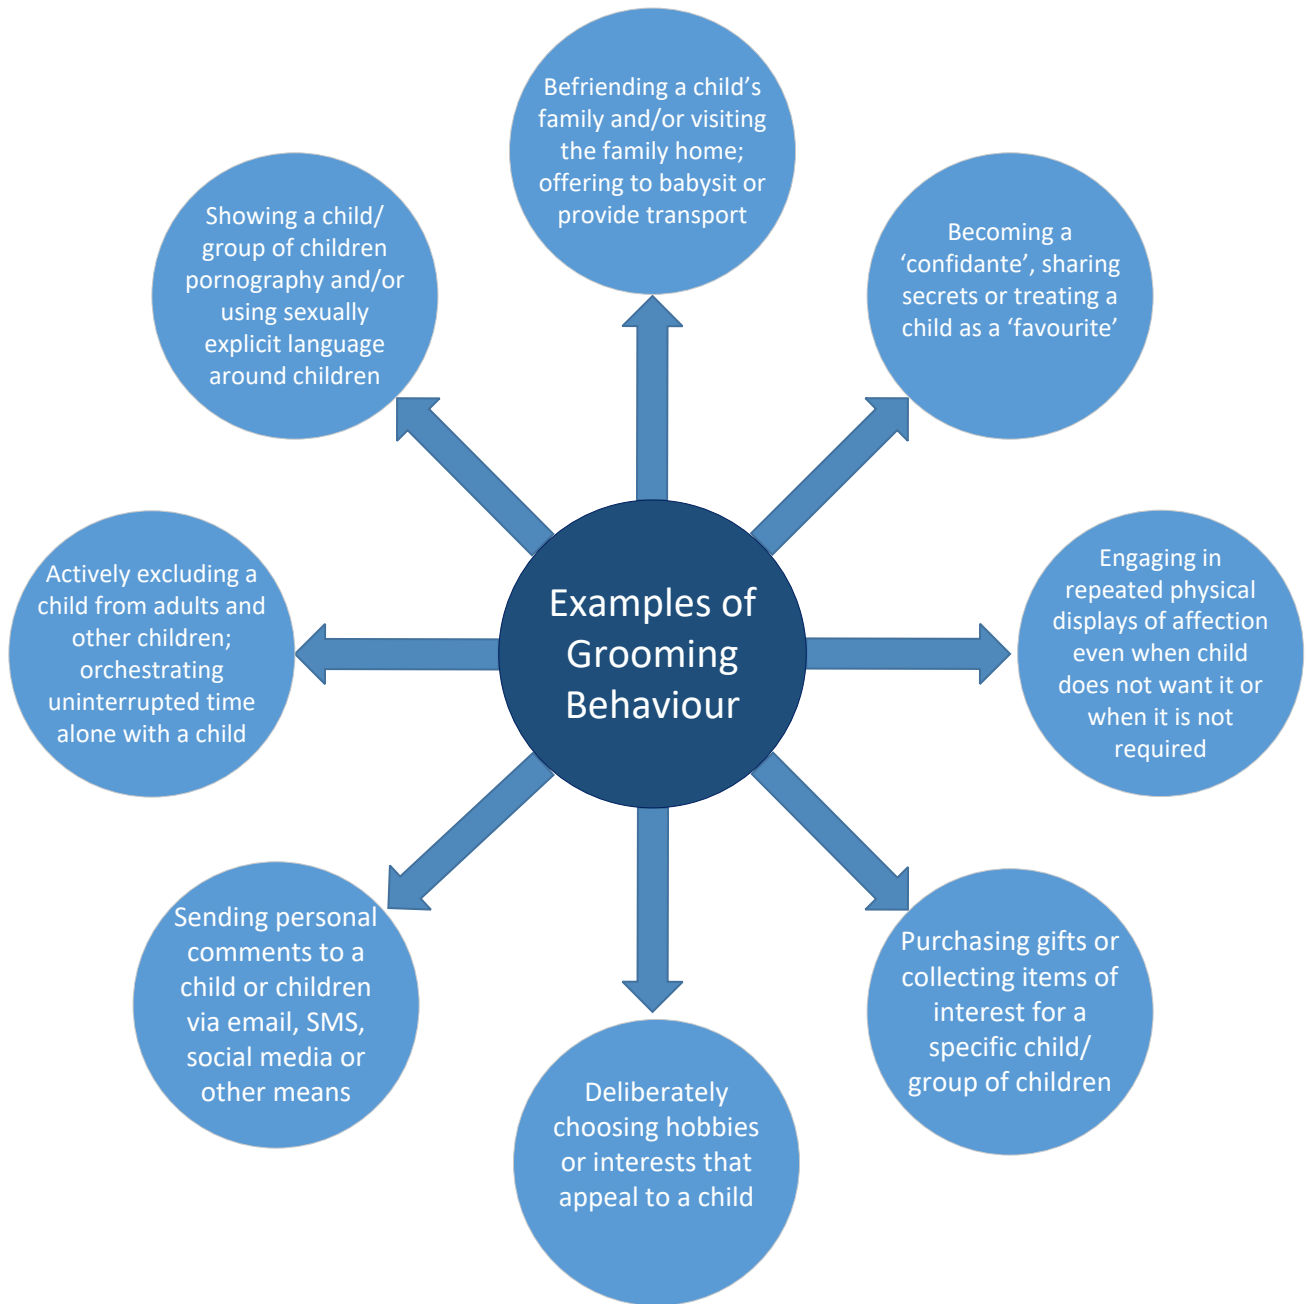 Examples of
Grooming
Behaviour
Befriending a child’s
family and/or visiting
the family home;
offering to babysit or
provide transport
Becoming a
‘confidante’, sharing
secrets or treating a
child as a ‘favourite’
Engaging in
repeated physical
displays of affection
even when child
does not want it or
when it is not
required
Purchasing gifts or
collecting items of
interest for a
specific child/
group of children
Deliberately
choosing hobbies
or interests that
appeal to a child
Sending personal
comments to a
child or children
via email, SMS,
social media or
other means
Actively excluding a
child from adults and
other children;
orchestrating
uninterrupted time
alone with a child
Showing a child/
group of children
pornography and/or
using sexually
explicit language
around children